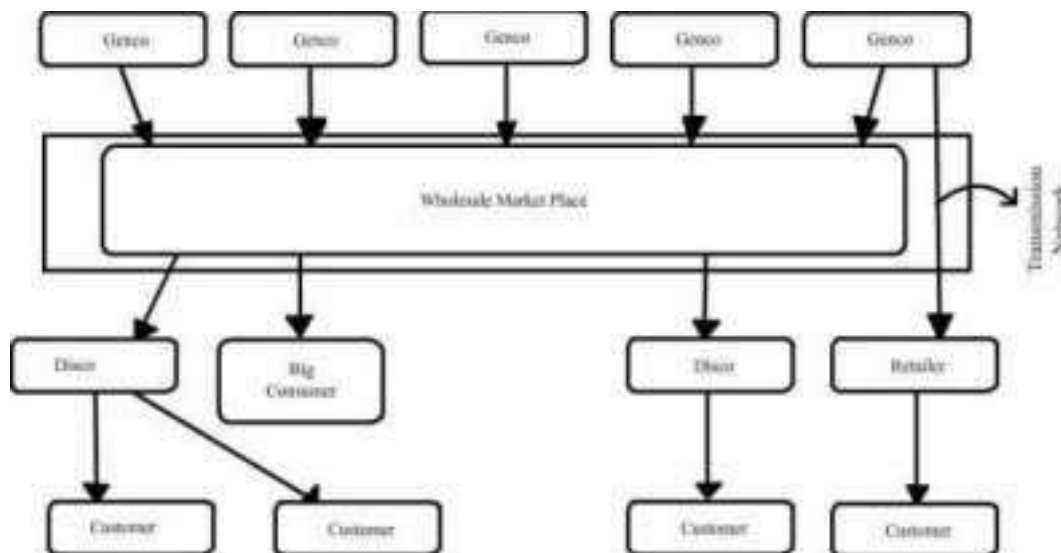 Genco
Genco
Genco
Genco
Genco
Wholesale Market Place
Transmission
Disco
Big
Consumer
Disco
Retailer
Customer
Customer
Customer
Customer